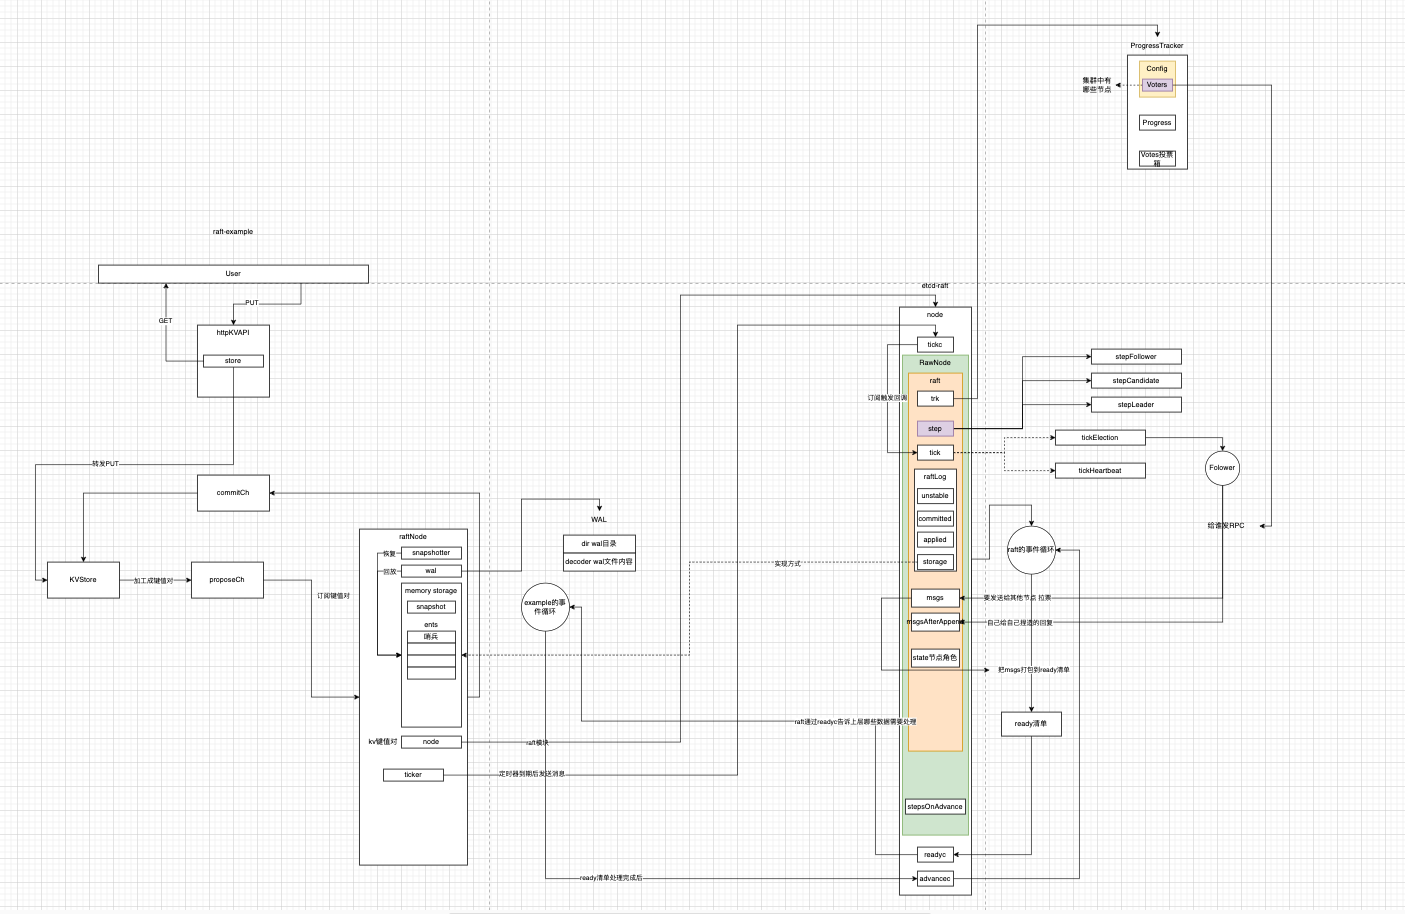 ProgressTracker
Config
Voters
集群中有
哪些节点
Progress
Votes投票
箱
raft-example
User
PUT
GET
httpKVAPI
store
转发PUT
commitCh
KVStore
加工成键值对
proposeCh
订阅键值对
raftNode
恢复
snapshotter
回放
wal
memory storage
snapshot
ents
哨兵
kv键值对
node
raft模块
ticker
定时器到期后发送消息
WAL
dir wal目录
decoder wal文件内容
example的事
件循环
实现方式
raft通过readyc告诉上层哪些数据需要处理
ready清单处理完成后
etcd-raft
node
tickc
RawNode
raft
订阅触发回调
trk
step
tick
raftLog
unstable
committed
applied
storage
msgs
msgsAfterAppend
state节点角色
stepsOnAdvance
readyc
advancec
stepFollower
stepCandidate
stepLeader
tickElection
tickHeartbeat
Folower
给谁发RPC
raft的事件循环
要发送给其他节点 拉票
自己给自己捏造的回复
把msgs打包到ready清单
ready清单